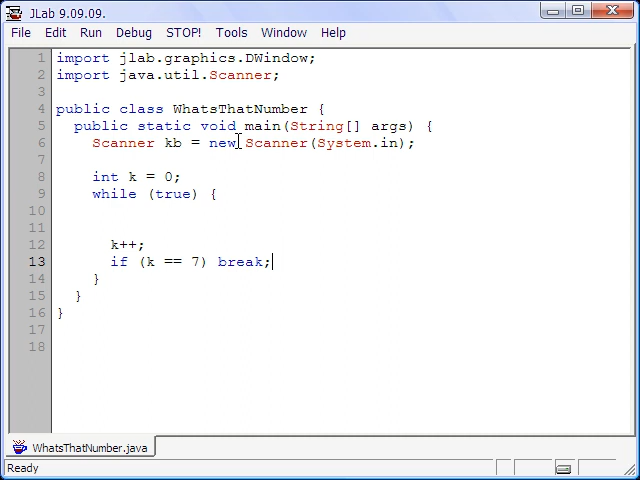 JLab 9.09.09.
File Edit Run Debug STOP! Tools Window Help
1 import jlab.graphics.DWindow;
2 import java.util.Scanner;
3
4 public class WhatsThatNumber {
5 public static void main(String[] args) {
6 Scanner kb = new Scanner(System.in);
7
8 int k = 0;
9 while (true) {
10
11
12 k++;
13 if (k == 7) break;
14 }
15 }
16 }
17
18
WhatsThatNumber.java
Ready